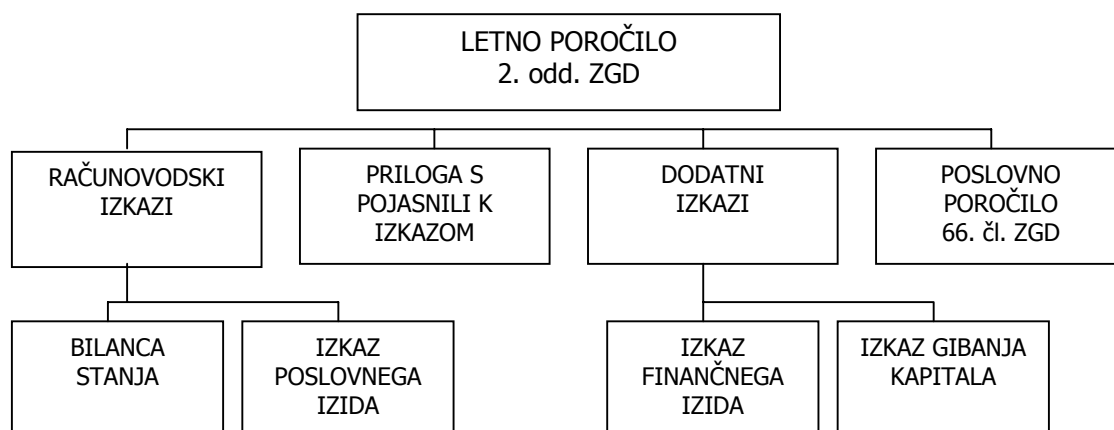 LETNO POROČILO
2. odd. ZGD
RAČUNOVODSKI
IZKAZI
PRILOGA S
POJASNILI K
IZKAZOM
DODATNI
IZKAZI
POSLOVNO
POROČILO
66. čl. ZGD
BILANCA
STANJA
IZKAZ
POSLOVNEGA
IZIDA
IZKAZ
FINANČNEGA
IZIDA
IZKAZ GIBANJA
KAPITALA